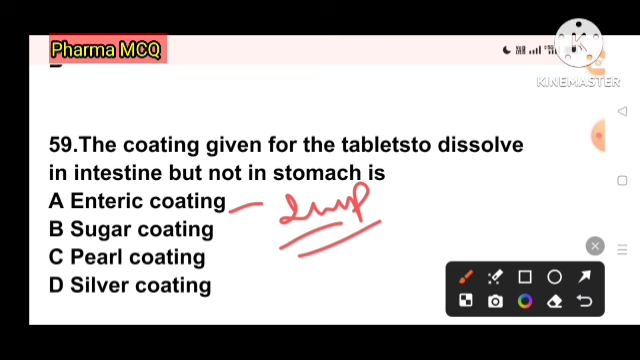 Pharma MCQ
KINEMASTER
59.The coating given for the tabletsto dissolve
in intestine but not in stomach is
A Enteric coating
B Sugar coating
C Pearl coating
D Silver coating